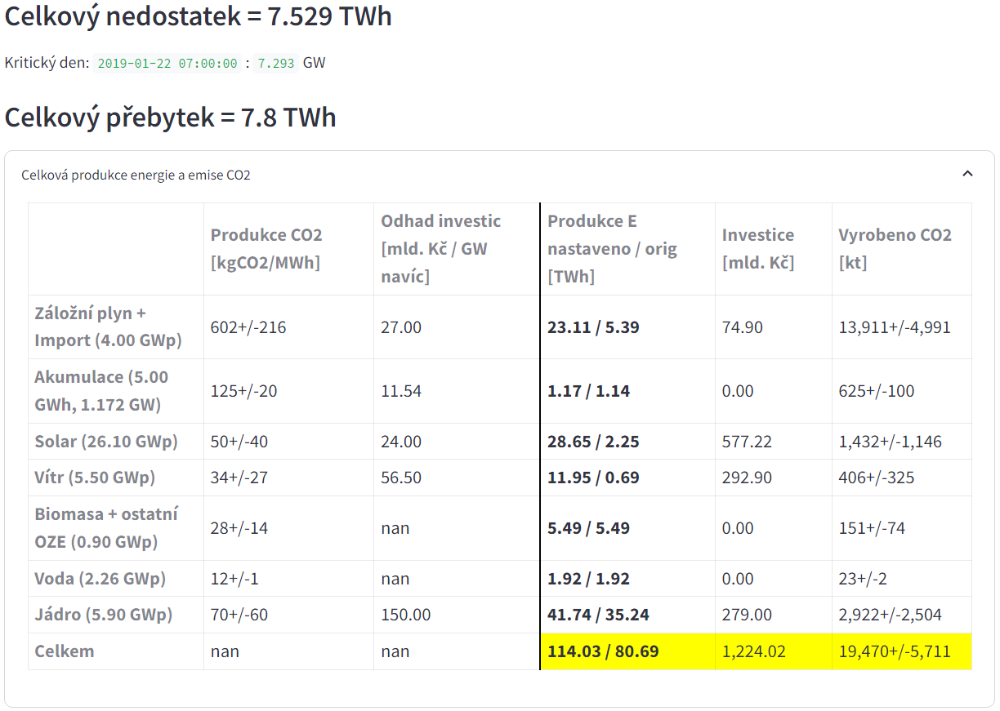 Celkový nedostatek = 7.529 TWh
Kritický den: 2019-01-22 07:00:00 : 7.293 GW
Celkový přebytek = 7.8 TWh
Celková produkce energie a emise CO2
Produkce CO2 [kgCO2/MWh]
Odhad investic [mld. Kč / GW navíc]
Produkce E nastaveno / orig [TWh]
Investice [mld. Kč]
Vyrobeno CO2 [kt]
Záložní plyn + Import (4.00 GWp) 602+/-216 27.00 23.11 / 5.39 74.90 13,911+/-4,991
Akumulace (5.00 GWh, 1.172 GW) 125+/-20 11.54 1.17 / 1.14 0.00 625+/-100
Solar (26.10 GWp) 50+/-40 24.00 28.65 / 2.25 577.22 1,432+/-1,146
Vítr (5.50 GWp) 34+/-27 56.50 11.95 / 0.69 292.90 406+/-325
Biomasa + ostatní OZE (0.90 GWp) 28+/-14 nan 5.49 / 5.49 0.00 151+/-74
Voda (2.26 GWp) 12+/-1 nan 1.92 / 1.92 0.00 23+/-2
Jádro (5.90 GWp) 70+/-60 150.00 41.74 / 35.24 279.00 2,922+/-2,504
Celkem nan nan 114.03 / 80.69 1,224.02 19,470+/-5,711